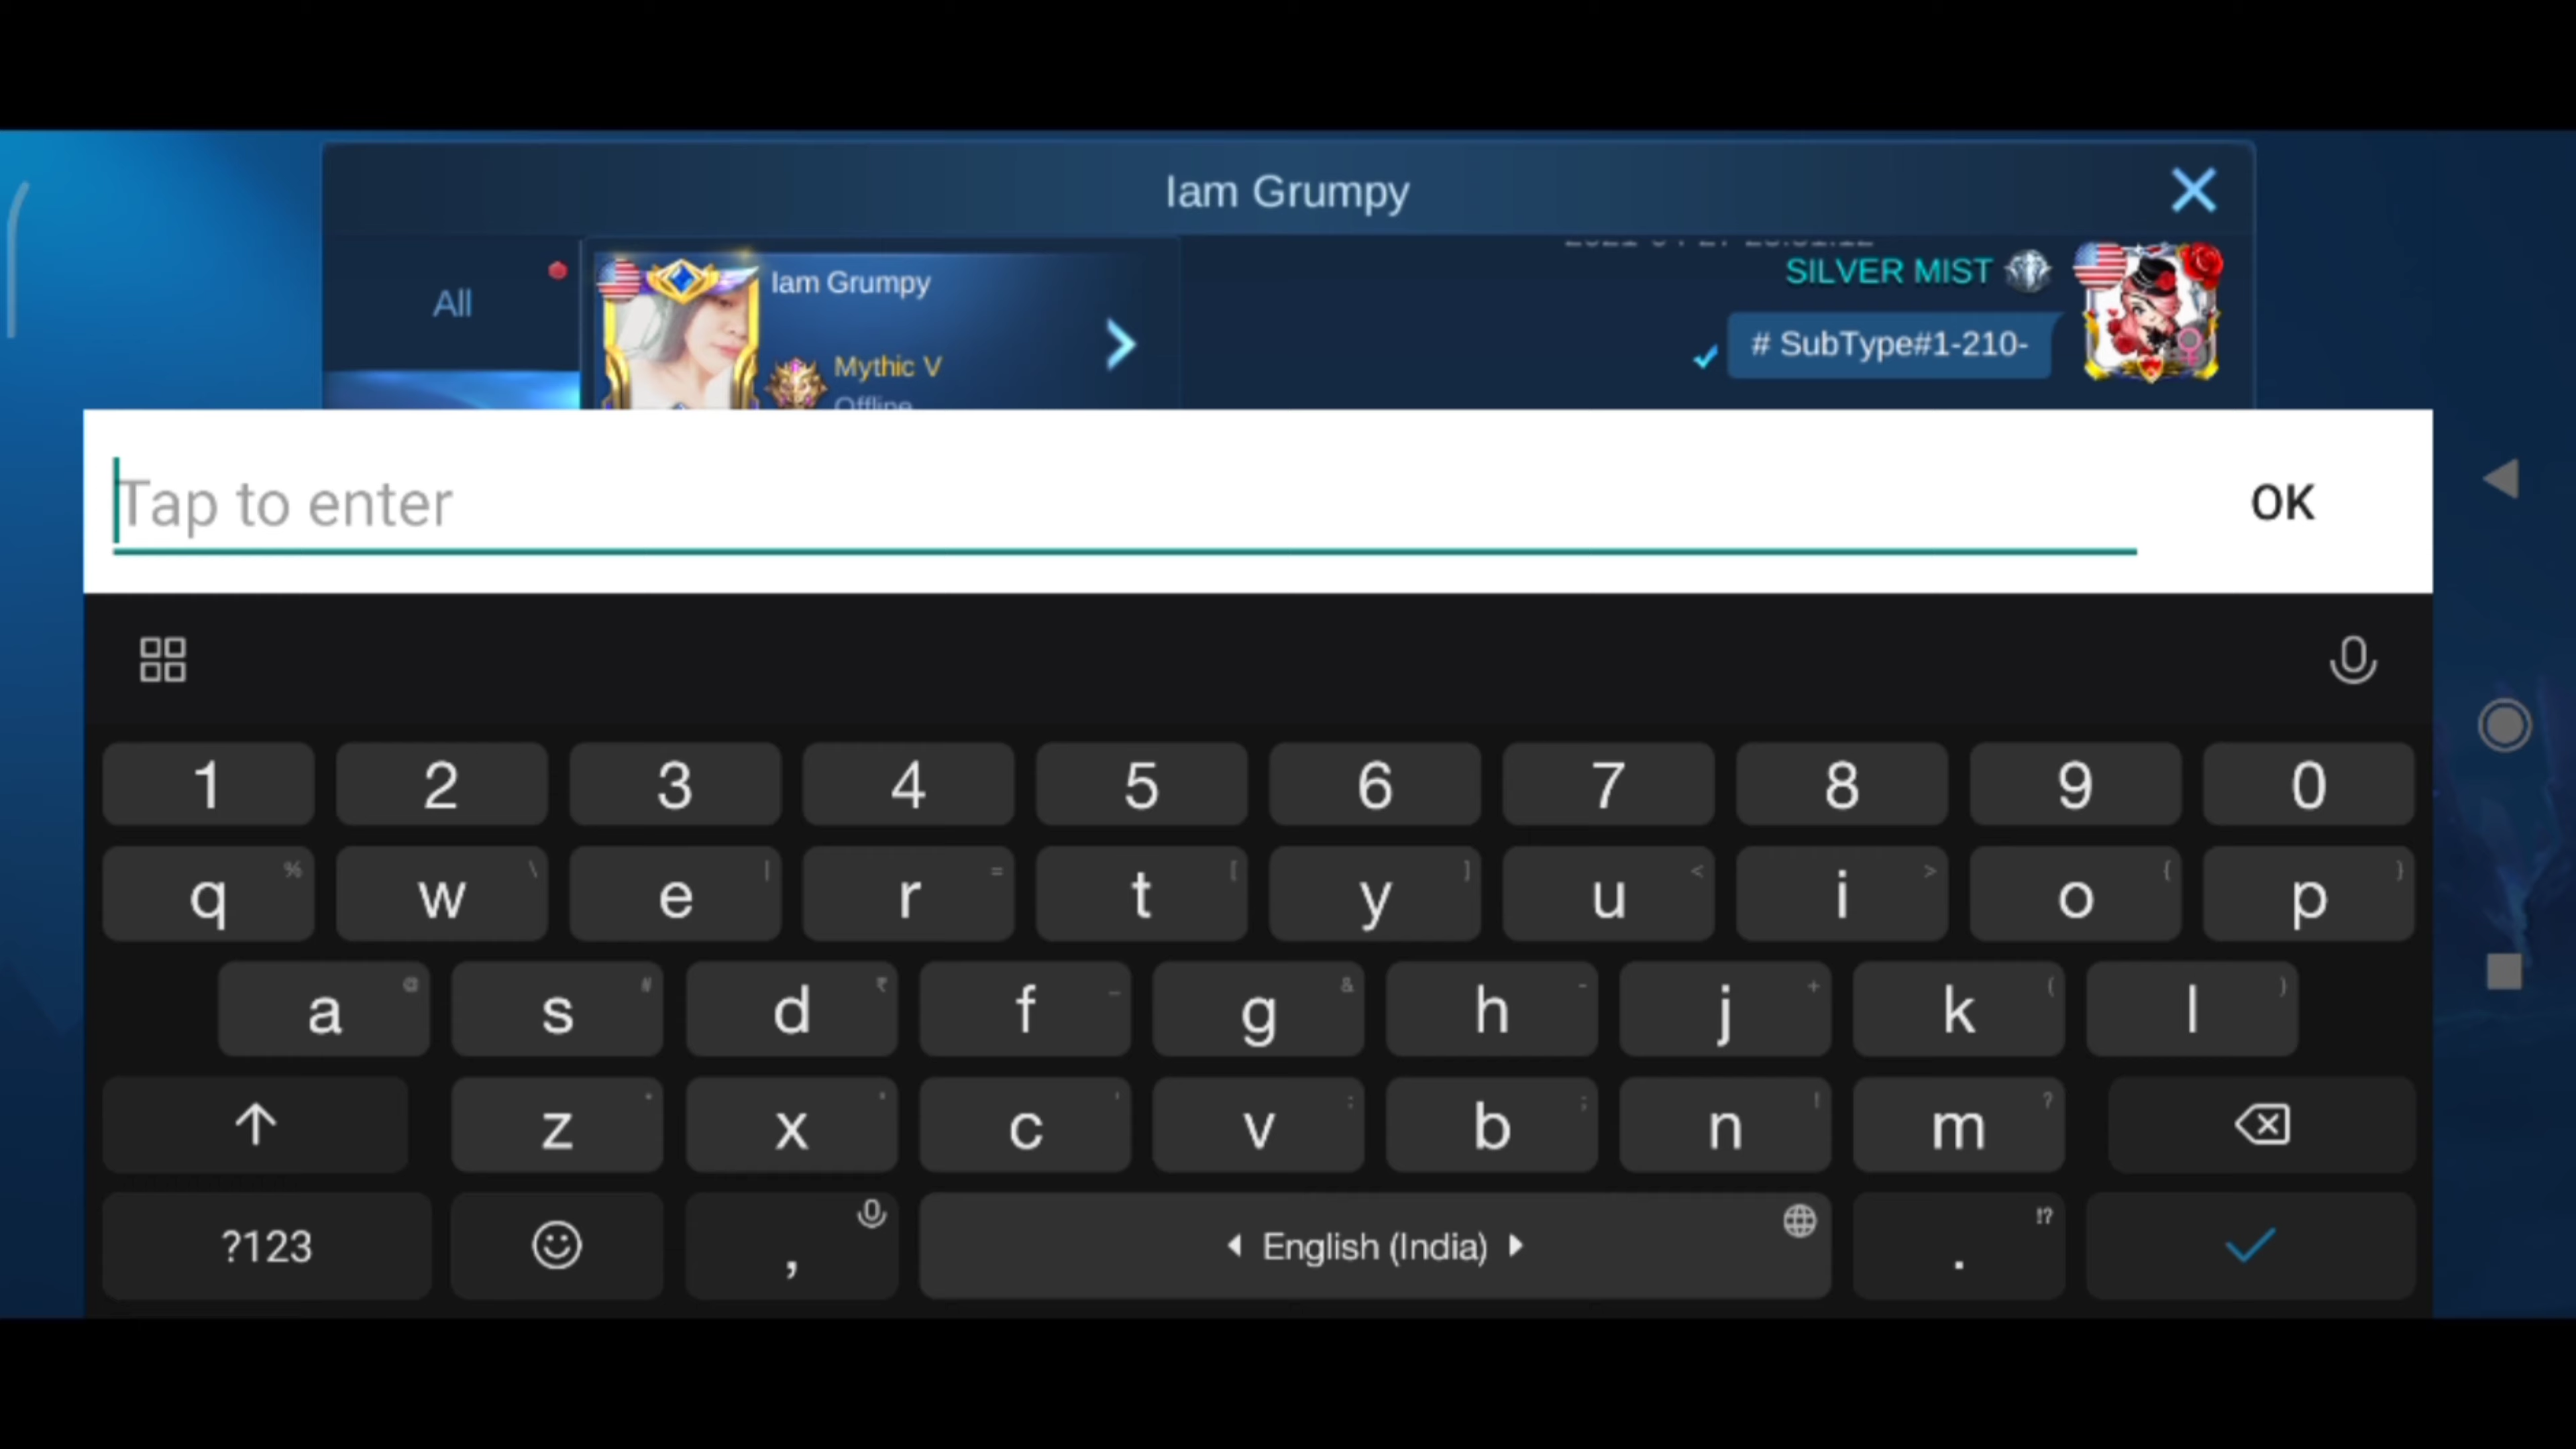 Iam Grumpy
All
Iam Grumpy
Mythic V
Offline
SILVER MIST
# SubType#1-210-
Tap to enter
OK
1 2 3 4 5 6 7 8 9 0
q % w \ e | r = t [ y ] u < i > o { p }
a @ s # d ₹ f _ g & h - j + k ( l )
z x c v : b ; n ! m ?
?123 , English (India) . !?